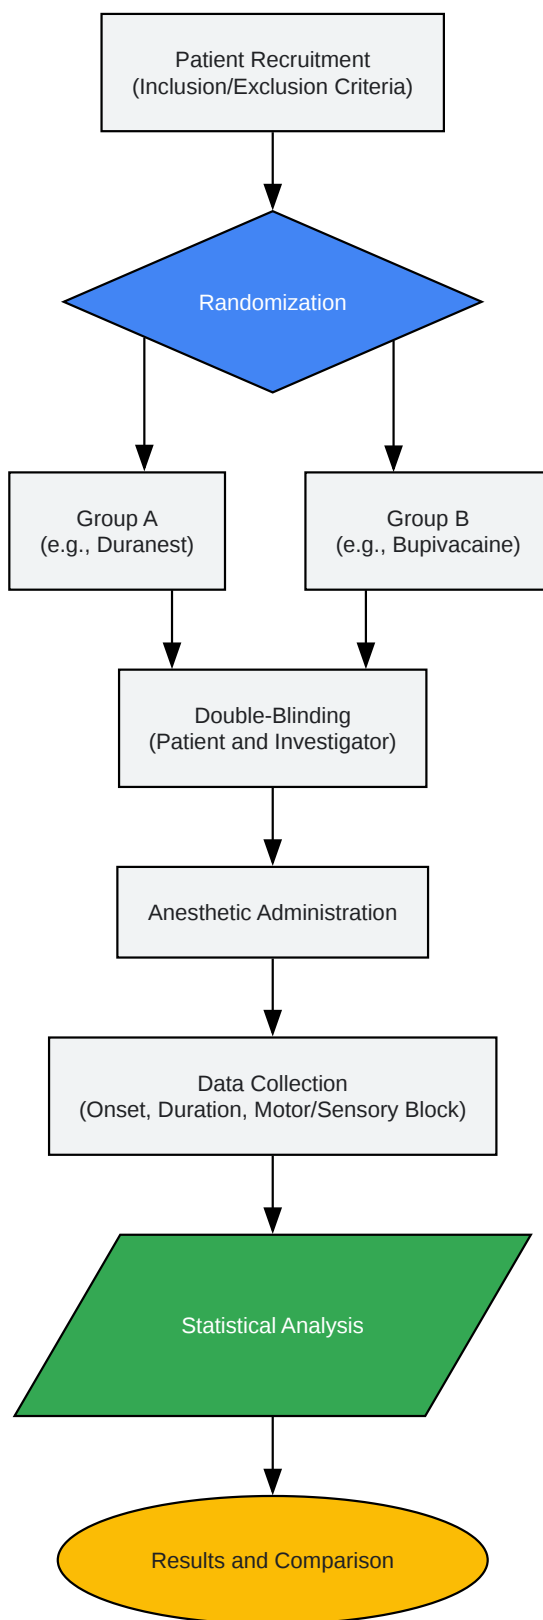 Patient Recruitment
(Inclusion/Exclusion Criteria)
Randomization
Group A
(e.g., Duranest)
Group B
(e.g., Bupivacaine)
Double-Blinding
(Patient and Investigator)
Anesthetic Administration
Data Collection
(Onset, Duration, Motor/Sensory Block)
Statistical Analysis
Results and Comparison